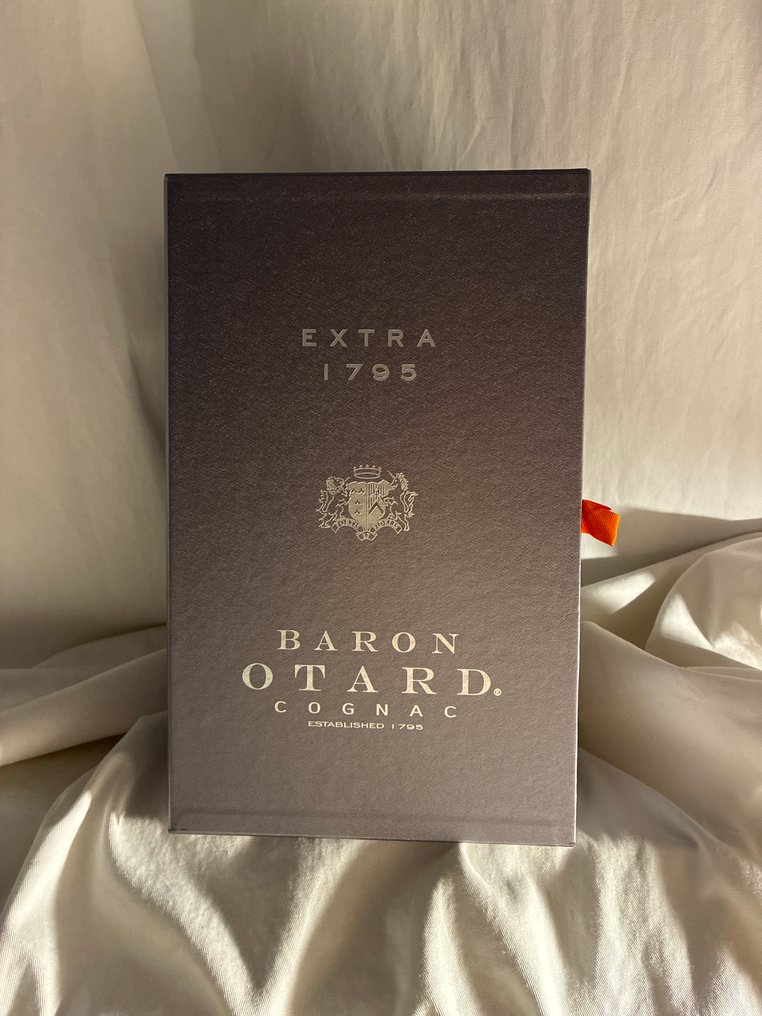 EXTRA
1795
BARON
OTARD®
COGNAC
ESTABLISHED 1795